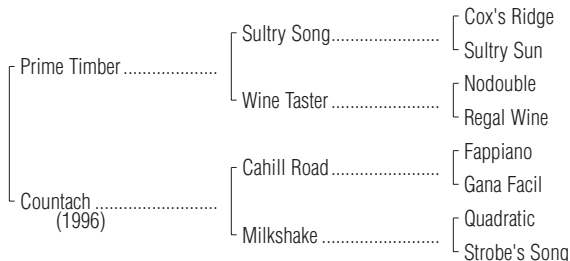 Cox's Ridge
Sultry Song
Sultry Sun
Prime Timber
Nodouble
Wine Taster
Regal Wine
Fappiano
Cahill Road
Gana Facil
Countach
(1996)
Quadratic
Milkshake
Strobe's Song